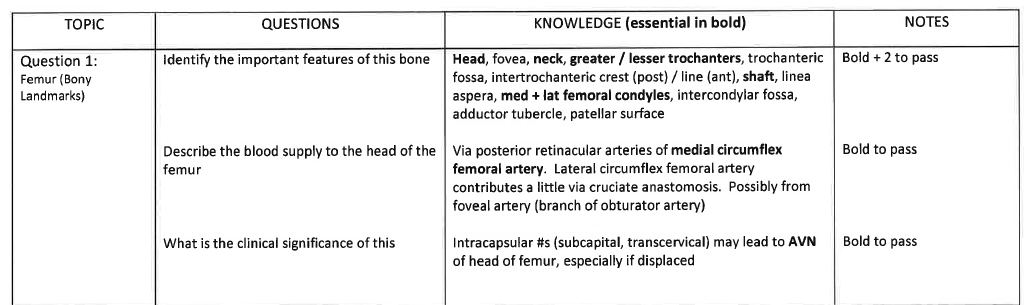 TOPIC
QUESTIONS
KNOWLEDGE (essential in bold)
NOTES
Question 1:
Femur (Bony
Landmarks)
Identify the important features of this bone
Head, fovea, neck, greater / lesser trochanters, trochanteric
fossa, intertrochanteric crest (post) / line (ant), shaft, linea
aspera, med + lat femoral condyles, intercondylar fossa,
adductor tubercle, patellar surface
Bold + 2 to pass
Describe the blood supply to the head of the
femur
Via posterior retinacular arteries of medial circumflex
femoral artery. Lateral circumflex femoral artery
contributes a little via cruciate anastomosis. Possibly from
foveal artery (branch of obturator artery)
Bold to pass
What is the clinical significance of this
Intracapsular #s (subcapital, transcervical) may lead to AVN
of head of femur, especially if displaced
Bold to pass